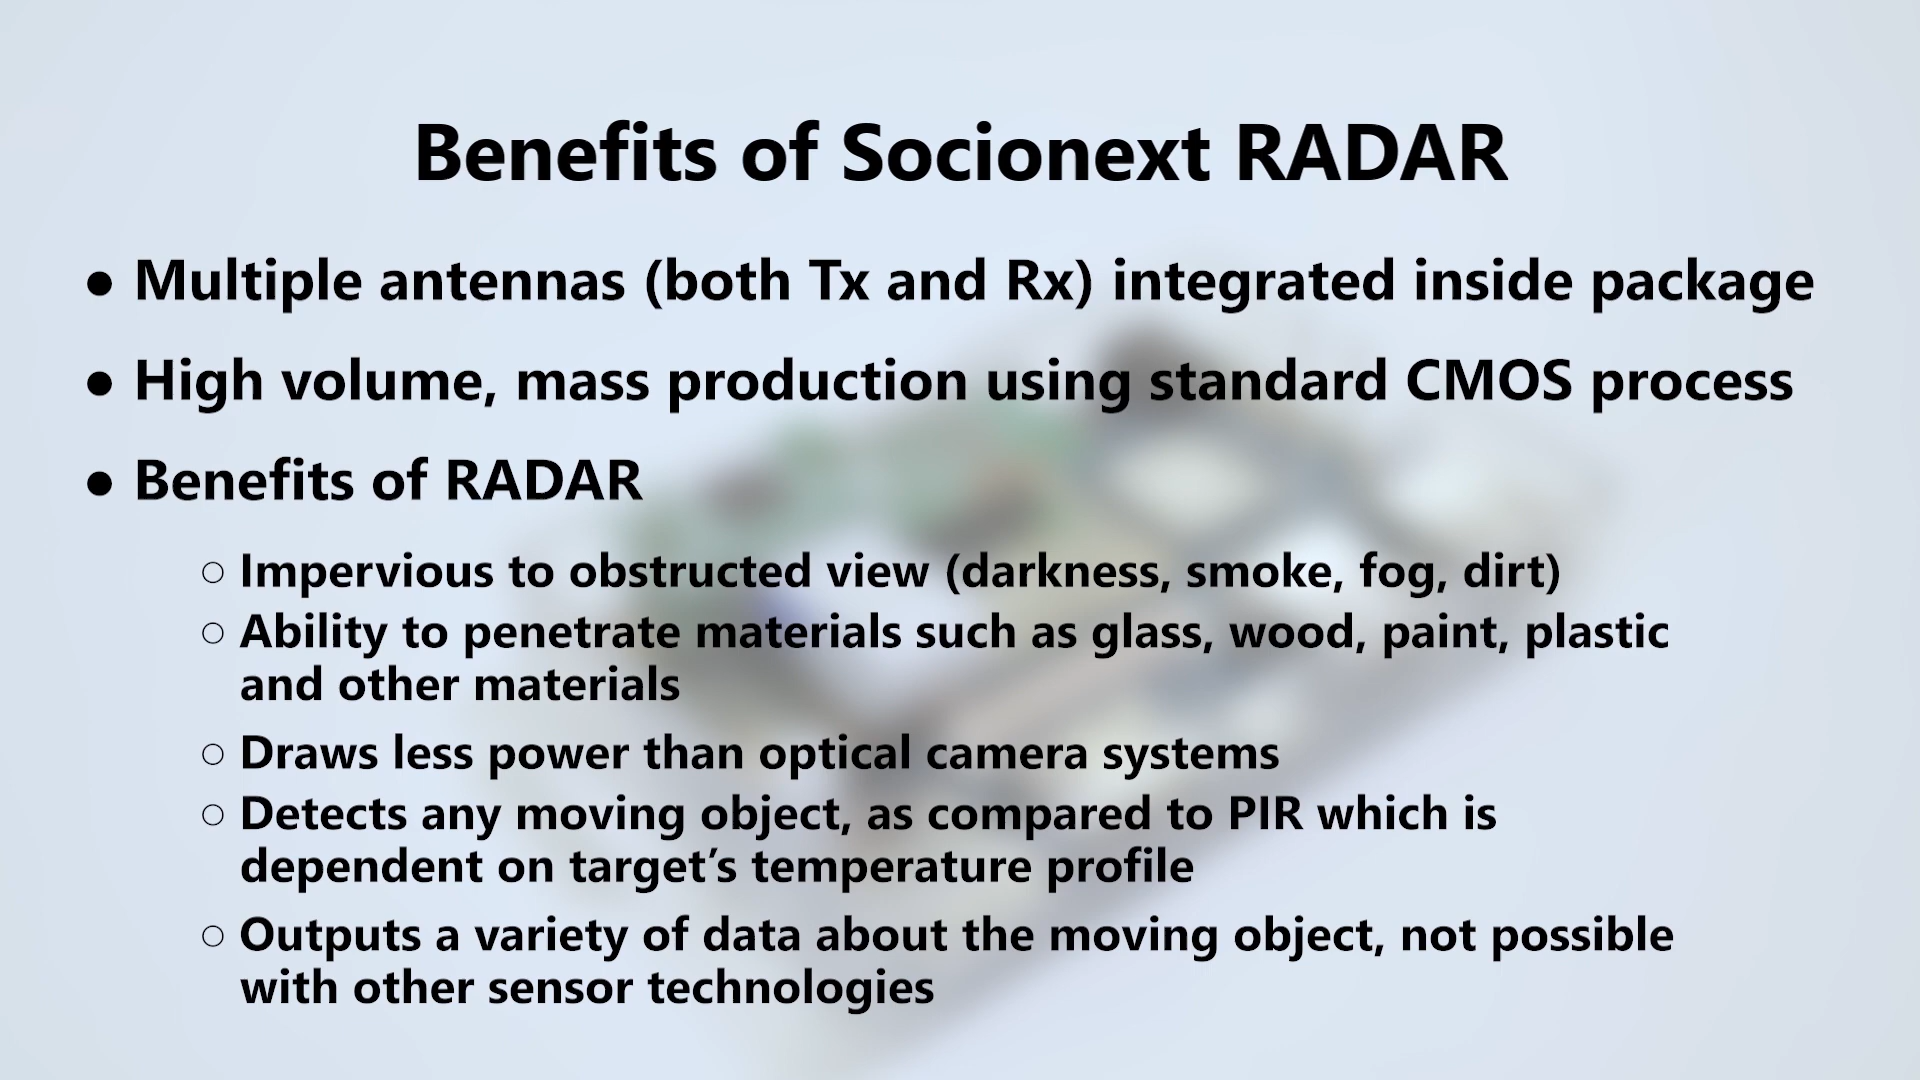 Benefits of Socionext RADAR
● Multiple antennas (both Tx and Rx) integrated inside package
● High volume, mass production using standard CMOS process
● Benefits of RADAR
○ Impervious to obstructed view (darkness, smoke, fog, dirt)
○ Ability to penetrate materials such as glass, wood, paint, plastic
and other materials
○ Draws less power than optical camera systems
○ Detects any moving object, as compared to PIR which is
dependent on target’s temperature profile
○ Outputs a variety of data about the moving object, not possible
with other sensor technologies